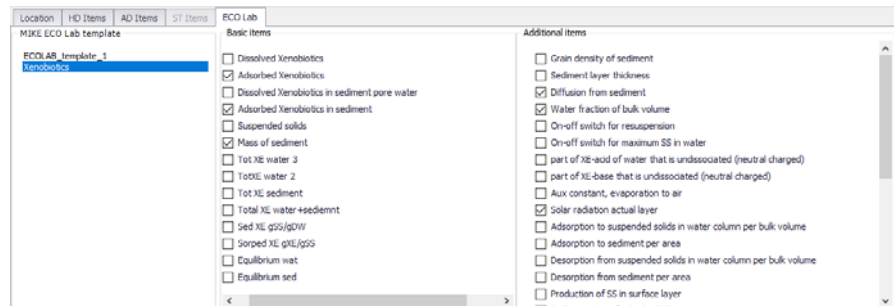 Location HD Items AD Items ST Items ECO Lab
MIKE ECO Lab template
ECOLAB_template_1
Xenobiotics
Basic items
Dissolved Xenobiotics
Adsorbed Xenobiotics
Dissolved Xenobiotics in sediment pore water
Adsorbed Xenobiotics in sediment
Suspended solids
Mass of sediment
Tot XE water 3
TotXE water 2
Tot XE sediment
Total XE water+sediemnt
Sed XE gSS/gDW
Sorped XE gXE/gSS
Equilibrium wat
Equilibrium sed
Additional items
Grain density of sediment
Sediment layer thickness
Diffusion from sediment
Water fraction of bulk volume
On-off switch for resuspension
On-off switch for maximum SS in water
part of XE-acid of water that is undissociated (neutral charged)
part of XE-base that is undissociated (neutral charged)
Aux constant, evaporation to air
Solar radiation actual layer
Adsorption to suspended solids in water column per bulk volume
Adsorption to sediment per area
Desorption from suspended solids in water column per bulk volume
Desorption from sediment per area
Production of SS in surface layer